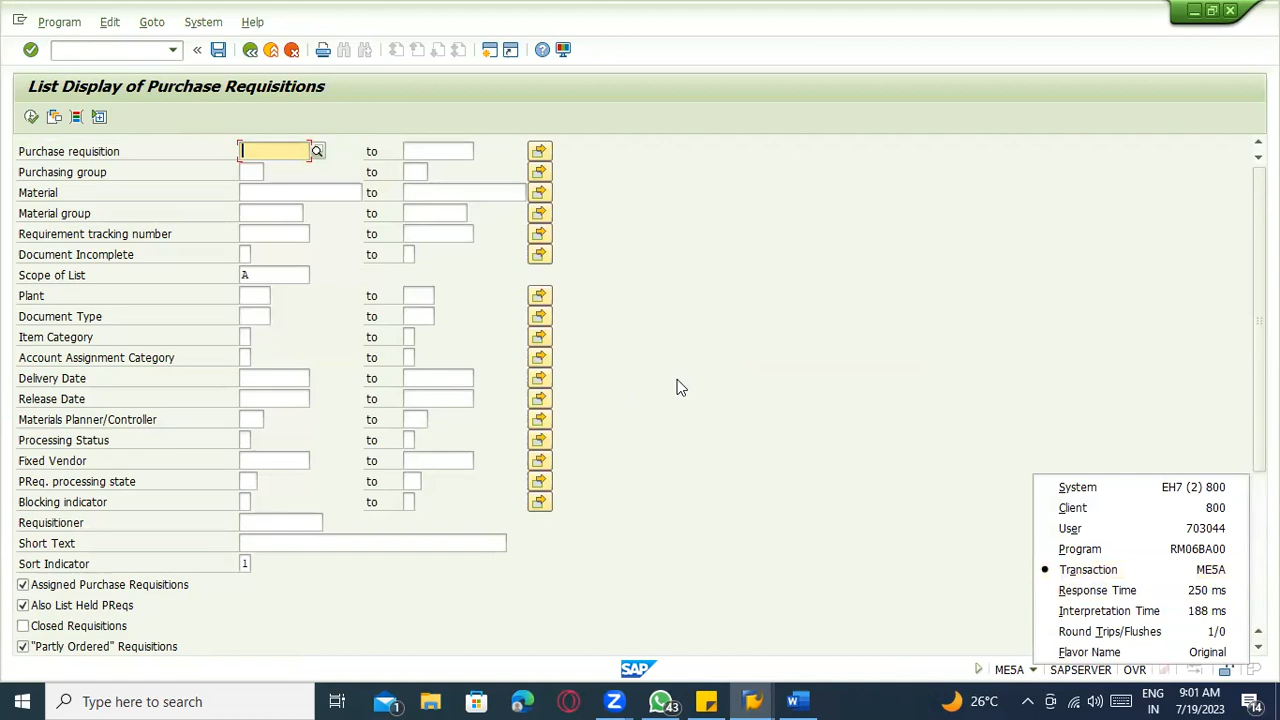 Program Edit Goto System Help
List Display of Purchase Requisitions
Purchase requisition to
Purchasing group to
Material to
Material group to
Requirement tracking number to
Document Incomplete to
Scope of List A
Plant to
Document Type to
Item Category to
Account Assignment Category to
Delivery Date to
Release Date to
Materials Planner/Controller to
Processing Status to
Fixed Vendor to
PReq. processing state to
Blocking indicator to
Requisitioner
Short Text
Sort Indicator 1
Assigned Purchase Requisitions
Also List Held PReqs
Closed Requisitions
"Partly Ordered" Requisitions
System EH7 (2) 800
Client 800
User 703044
Program RM06BA00
Transaction ME5A
Response Time 250 ms
Interpretation Time 188 ms
Round Trips/Flushes 1/0
Flavor Name Original
SAP ME5A SAPSERVER OVR
Type here to search 1 43 26°C ENG IN 9:01 AM 7/19/2023 14